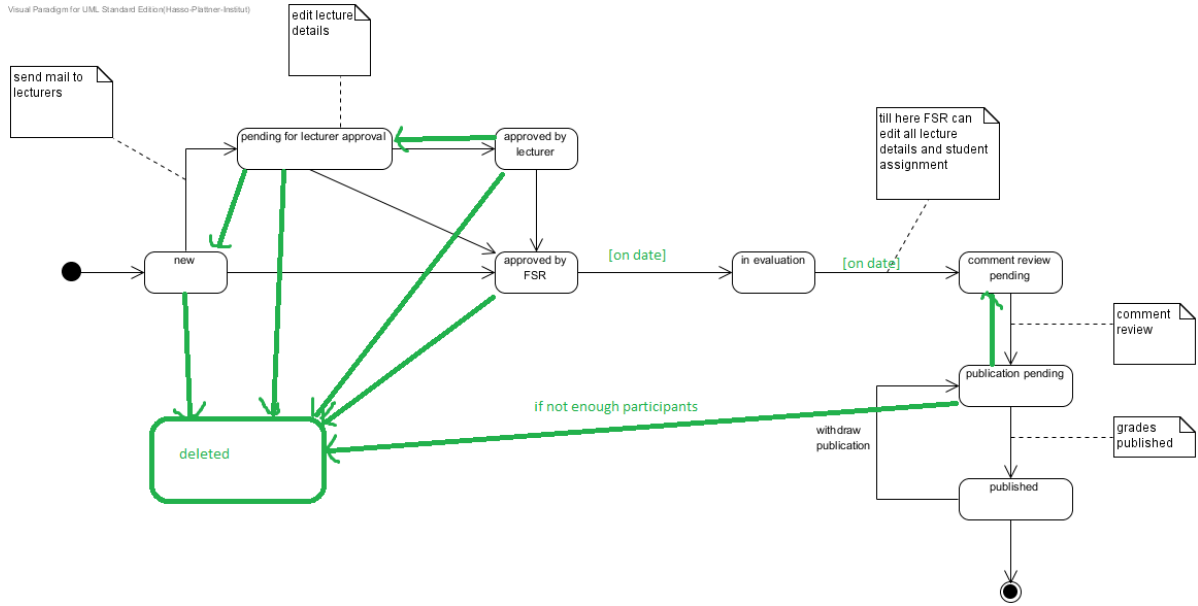 Visual Paradigm for UML Standard Edition(Hasso-Plattner-Institut)
edit lecture
details
send mail to
lecturers
pending for lecturer approval
approved by
lecturer
till here FSR can
edit all lecture
details and student
assignment
new
approved by
FSR
[on date]
in evaluation
[on date]
comment review
pending
comment
review
publication pending
if not enough participants
withdraw
publication
grades
published
deleted
published